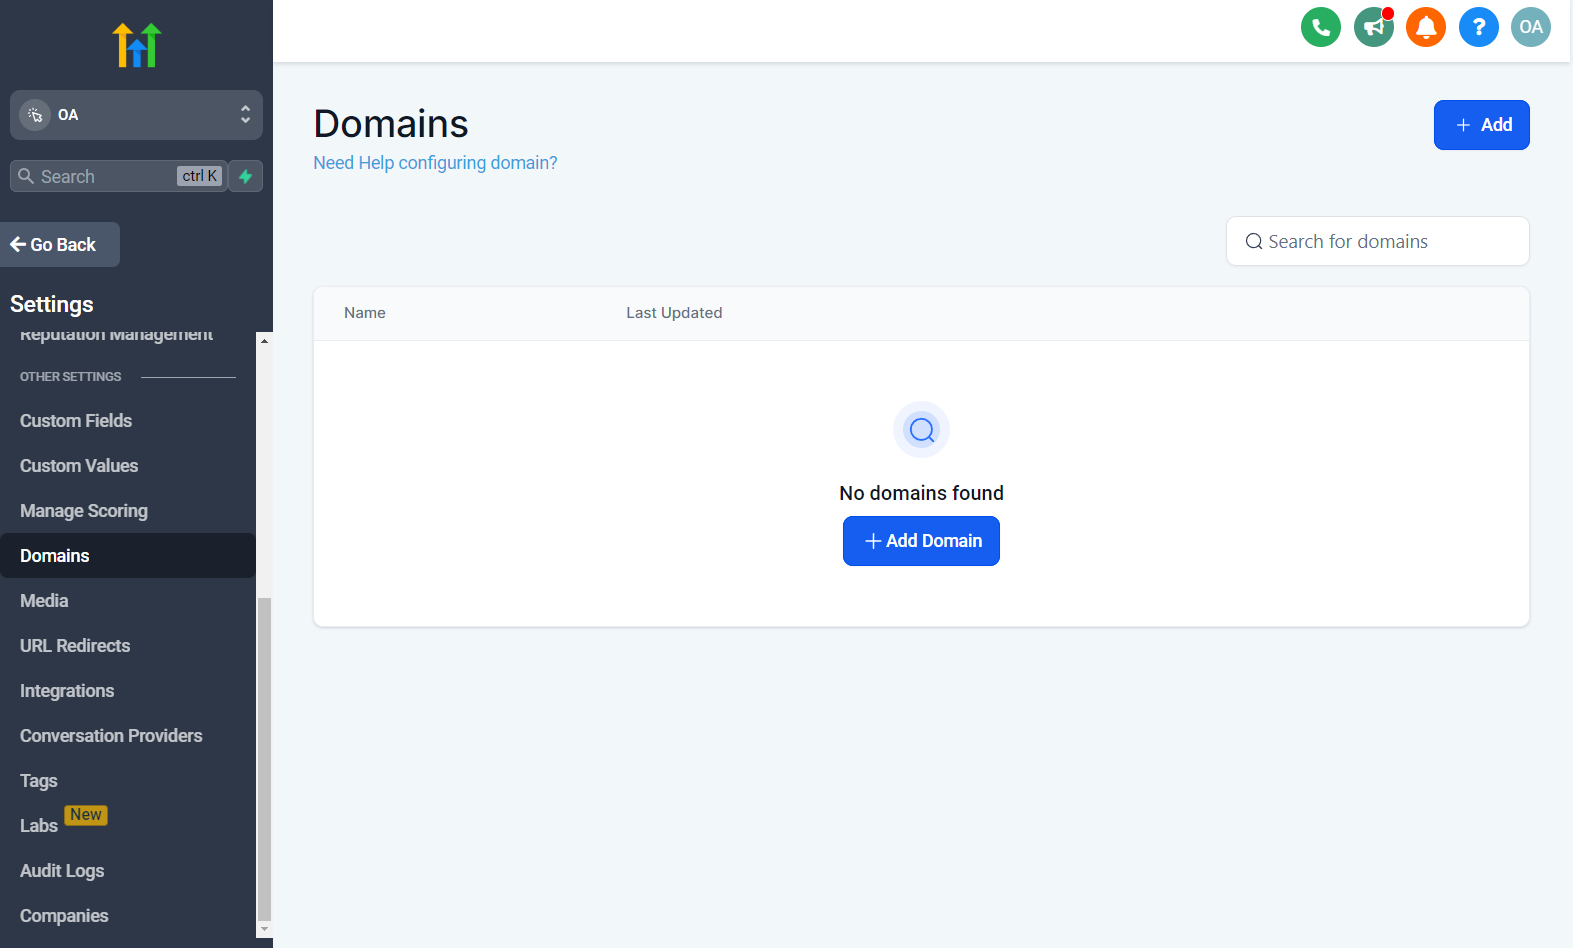 OA
Search
ctrl K
Go Back
Settings
Reputation Management
OTHER SETTINGS
Custom Fields
Custom Values
Manage Scoring
Domains
Media
URL Redirects
Integrations
Conversation Providers
Tags
Labs New
Audit Logs
Companies
? OA
Domains
Need Help configuring domain?
+ Add
Search for domains
Name Last Updated
No domains found
+ Add Domain